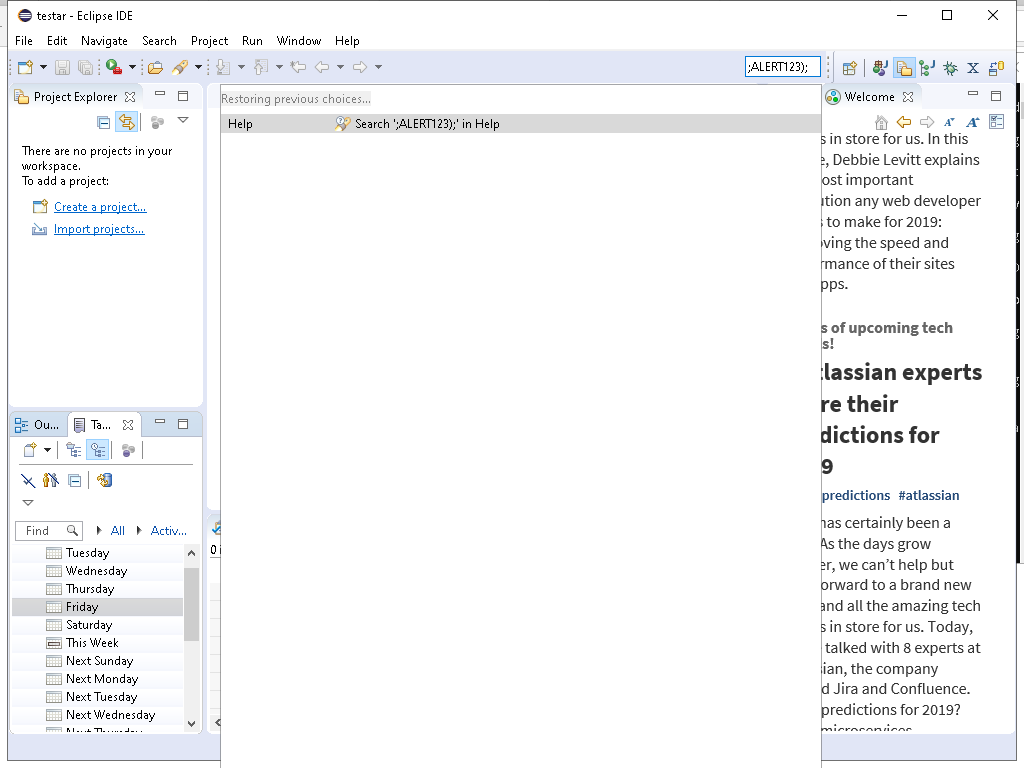 testar - Eclipse IDE
File Edit Navigate Search Project Run Window Help
;ALERT123);
Project Explorer
There are no projects in your
workspace.
To add a project:
Create a project...
Import projects...
Restoring previous choices...
Help Search ';ALERT123);' in Help
Welcome
s in store for us. In this
e, Debbie Levitt explains
ost important
ution any web developer
s to make for 2019:
oving the speed and
rmance of their sites
pps.
s of upcoming tech
s!
tlassian experts
re their
dictions for
9
predictions #atlassian
has certainly been a
As the days grow
er, we can't help but
orward to a brand new
and all the amazing tech
s in store for us. Today,
talked with 8 experts at
sian, the company
d Jira and Confluence.
predictions for 2019?
microservices
Ou... Ta...
Find All Activ...
Tuesday
Wednesday
Thursday
Friday
Saturday
This Week
Next Sunday
Next Monday
Next Tuesday
Next Wednesday
Next Thursday
0 i